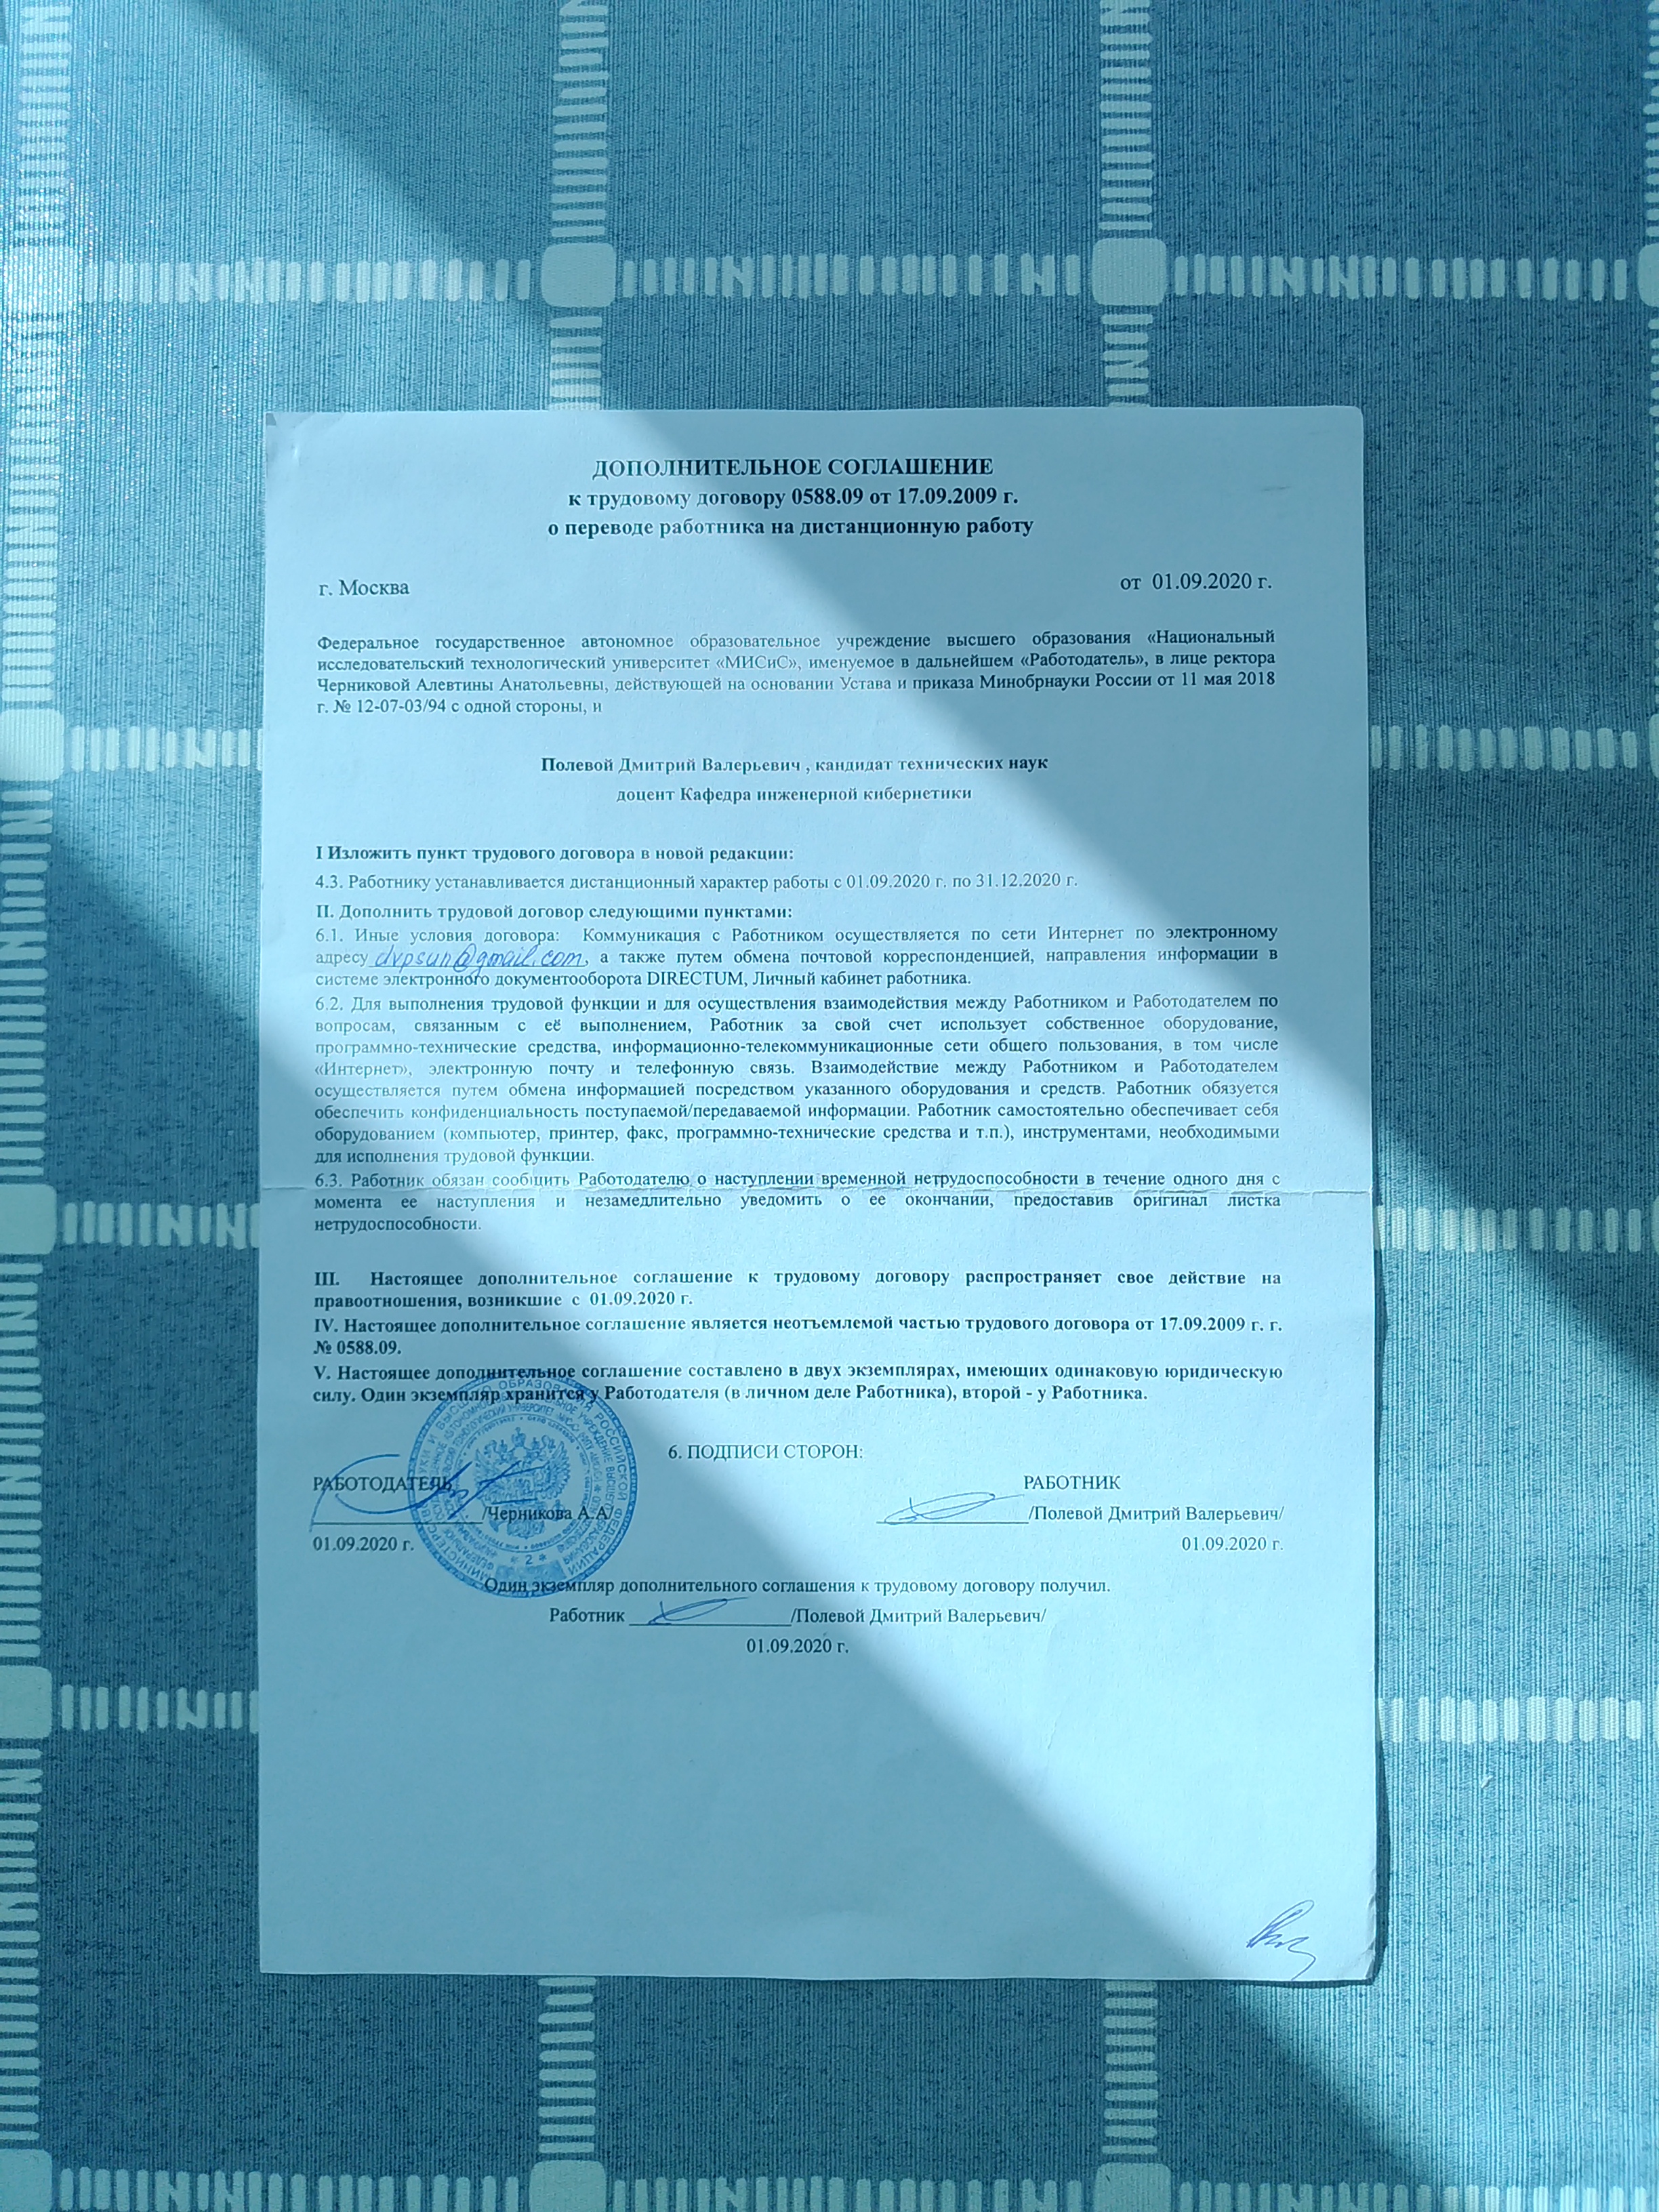 ДОПОЛНИТЕЛЬНОЕ СОГЛАШЕНИЕ
к трудовому договору 0588.09 от 17.09.2009 г.
о переводе работника на дистанционную работу
г. Москва от 01.09.2020 г.
Федеральное государственное автономное образовательное учреждение высшего образования «Национальный
исследовательский технологический университет «МИСиС», именуемое в дальнейшем «Работодатель», в лице ректора
Черниковой Алевтины Анатольевны, действующей на основании Устава и приказа Минобрнауки России от 11 мая 2018
г. № 12-07-03/94 с одной стороны, и
Полевой Дмитрий Валерьевич , кандидат технических наук
доцент Кафедра инженерной кибернетики
I Изложить пункт трудового договора в новой редакции:
4.3. Работнику устанавливается дистанционный характер работы с 01.09.2020 г. по 31.12.2020 г.
II. Дополнить трудовой договор следующими пунктами:
6.1. Иные условия договора: Коммуникация с Работником осуществляется по сети Интернет по электронному
адресу dvpsun@gmail.com, а также путем обмена почтовой корреспонденцией, направления информации в
системе электронного документооборота DIRECTUM, Личный кабинет работника.
6.2. Для выполнения трудовой функции и для осуществления взаимодействия между Работником и Работодателем по
вопросам, связанным с её выполнением, Работник за свой счет использует собственное оборудование,
программно-технические средства, информационно-телекоммуникационные сети общего пользования, в том числе
«Интернет», электронную почту и телефонную связь. Взаимодействие между Работником и Работодателем
осуществляется путем обмена информацией посредством указанного оборудования и средств. Работник обязуется
обеспечить конфиденциальность поступаемой/передаваемой информации. Работник самостоятельно обеспечивает себя
оборудованием (компьютер, принтер, факс, программно-технические средства и т.п.), инструментами, необходимыми
для исполнения трудовой функции.
6.3. Работник обязан сообщить Работодателю о наступлении временной нетрудоспособности в течение одного дня с
момента ее наступления и незамедлительно уведомить о ее окончании, предоставив оригинал листка
нетрудоспособности.
III. Настоящее дополнительное соглашение к трудовому договору распространяет свое действие на
правоотношения, возникшие с 01.09.2020 г.
IV. Настоящее дополнительное соглашение является неотъемлемой частью трудового договора от 17.09.2009 г. г.
№ 0588.09.
V. Настоящее дополнительное соглашение составлено в двух экземплярах, имеющих одинаковую юридическую
силу. Один экземпляр хранится у Работодателя (в личном деле Работника), второй - у Работника.
6. ПОДПИСИ СТОРОН:
РАБОТОДАТЕЛЬ РАБОТНИК
/Черникова А.А/ /Полевой Дмитрий Валерьевич/
01.09.2020 г. 01.09.2020 г.
Один экземпляр дополнительного соглашения к трудовому договору получил.
Работник /Полевой Дмитрий Валерьевич/
01.09.2020 г.